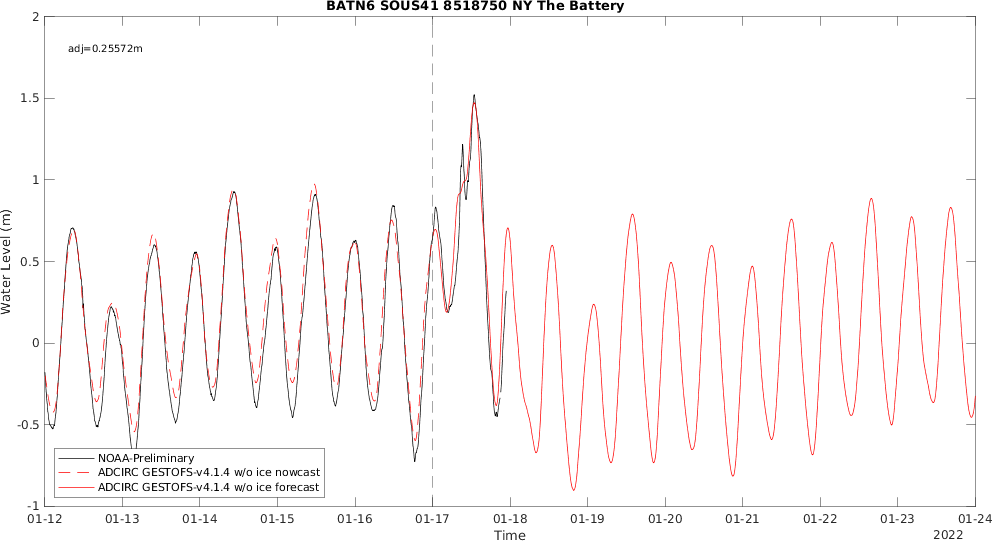 BATN6 SOUS41 8518750 NY The Battery
adj=0.25572m
Water Level (m)
2
1.5
1
0.5
0
-0.5
-1
NOAA-Preliminary
ADCIRC GESTOFS-v4.1.4 w/o ice nowcast
ADCIRC GESTOFS-v4.1.4 w/o ice forecast
01-12 01-13 01-14 01-15 01-16 01-17 01-18 01-19 01-20 01-21 01-22 01-23 01-24
Time
2022